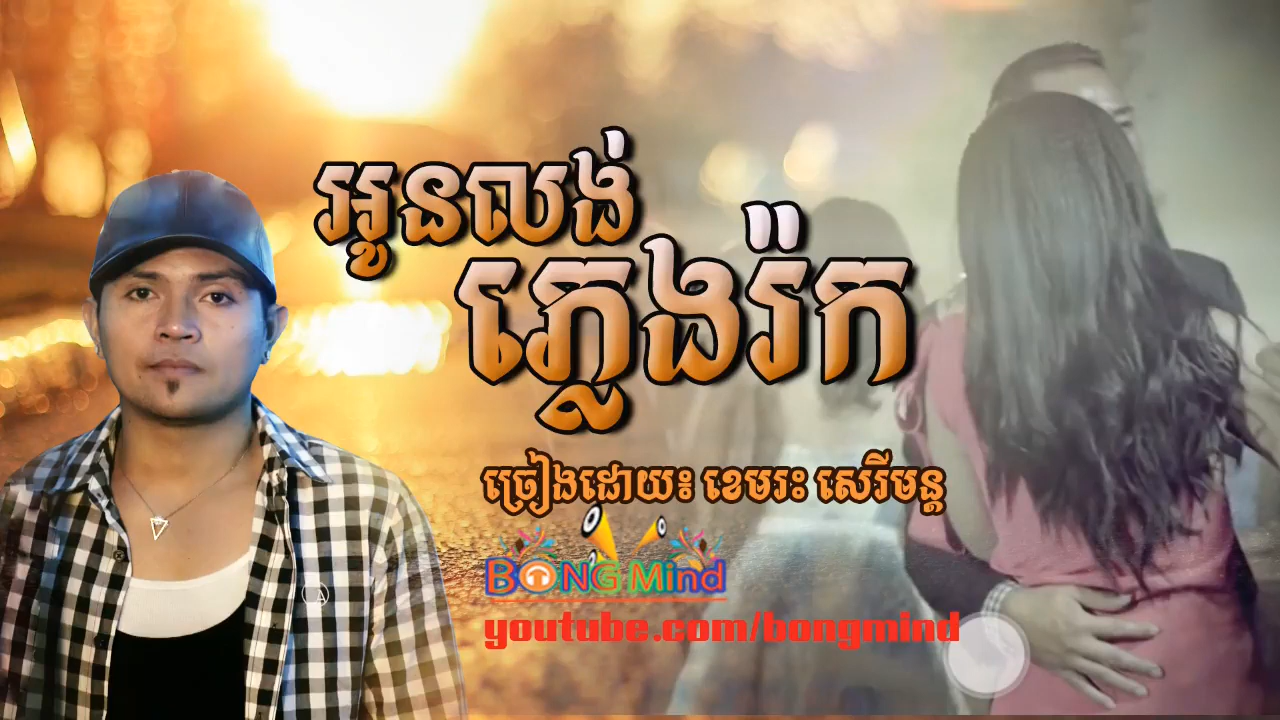 អូនលង់
ភ្លេងរ៉ក
ច្រៀងដោយ៖ ខេមរះ សេរីមន្ត
BONG Mind
youtube.com/bongmind